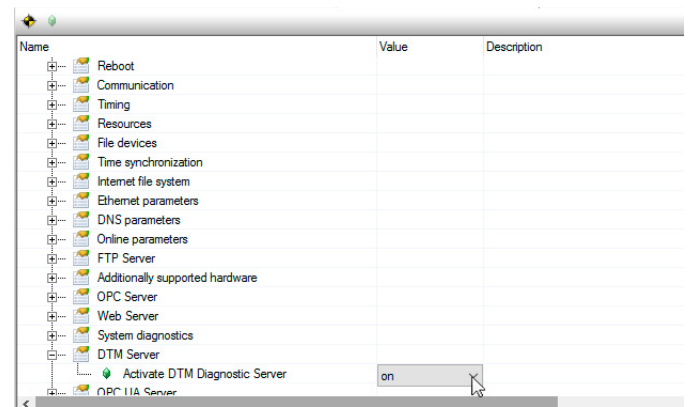 Name Value Description
Reboot
Communication
Timing
Resources
File devices
Time synchronization
Internet file system
Ethernet parameters
DNS parameters
Online parameters
FTP Server
Additionally supported hardware
OPC Server
Web Server
System diagnostics
DTM Server
Activate DTM Diagnostic Server on
OPC UA Server